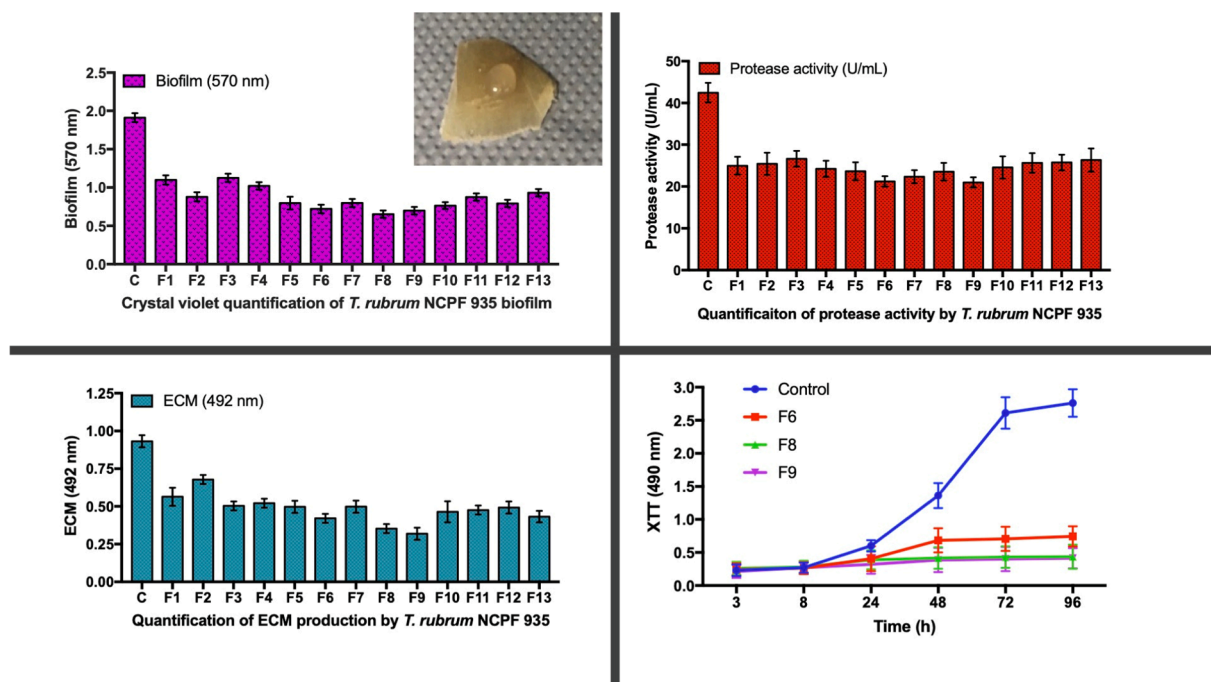 Biofilm (570 nm)
Biofilm (570 nm)
2.5
2.0
1.5
1.0
0.5
0.0
C F1 F2 F3 F4 F5 F6 F7 F8 F9 F10 F11 F12 F13
Crystal violet quantification of T. rubrum NCPF 935 biofilm
Protease activity (U/mL)
Protease activity (U/mL)
50
40
30
20
10
0
C F1 F2 F3 F4 F5 F6 F7 F8 F9 F10 F11 F12 F13
Quantificaiton of protease activity by T. rubrum NCPF 935
ECM (492 nm)
ECM (492 nm)
1.25
1.00
0.75
0.50
0.25
0.00
C F1 F2 F3 F4 F5 F6 F7 F8 F9 F10 F11 F12 F13
Quantification of ECM production by T. rubrum NCPF 935
Control
F6
F8
F9
XTT (490 nm)
3.0
2.5
2.0
1.5
1.0
0.5
0.0
3 8 24 48 72 96
Time (h)